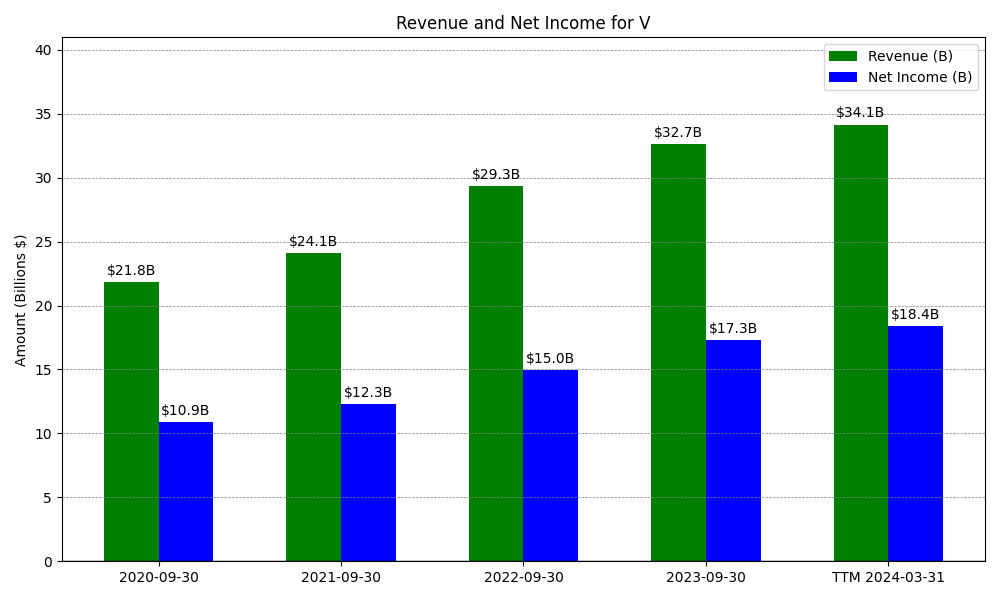 Revenue and Net Income for V
Revenue (B)
Net Income (B)
Amount (Billions $)
40
35
30
25
20
15
10
5
0
$21.8B
$10.9B
$24.1B
$12.3B
$29.3B
$15.0B
$32.7B
$17.3B
$34.1B
$18.4B
2020-09-30
2021-09-30
2022-09-30
2023-09-30
TTM 2024-03-31